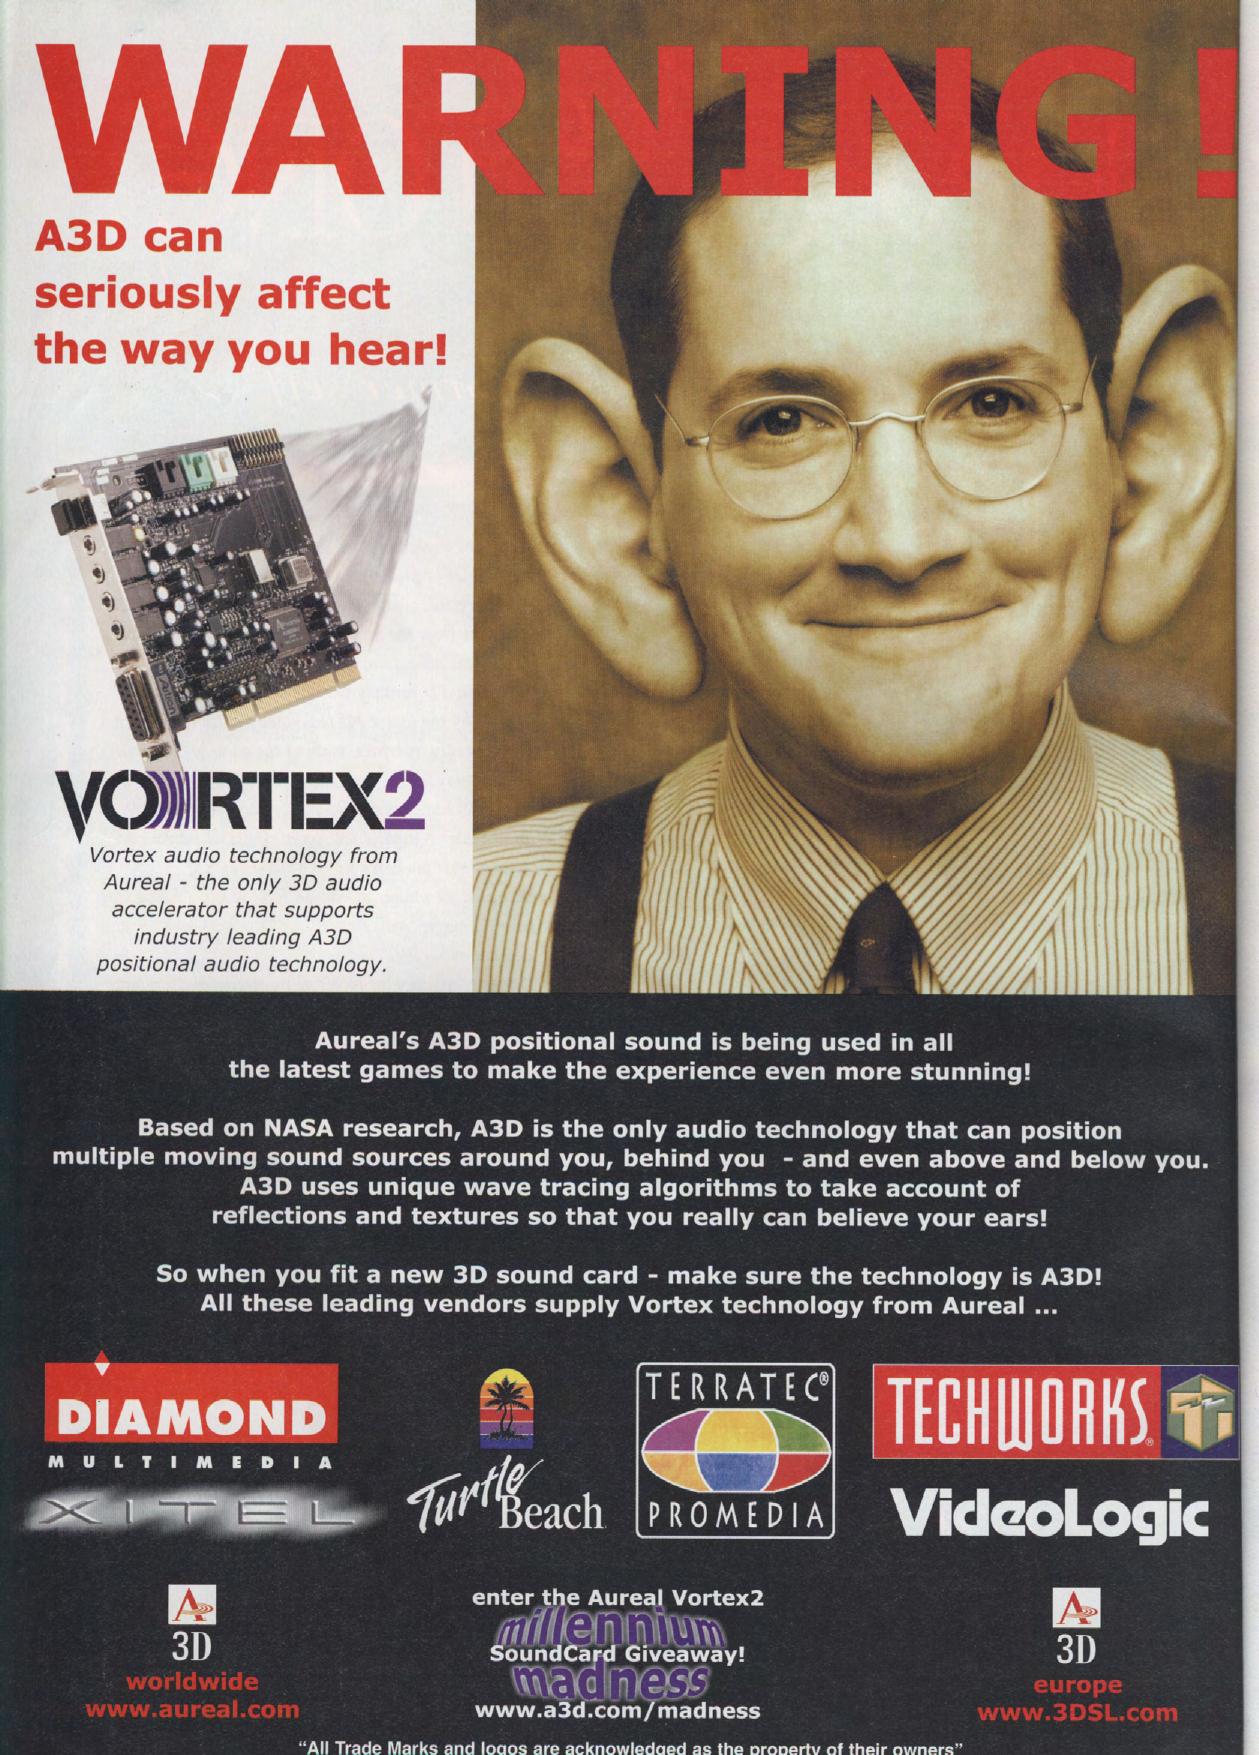 WARNING!
A3D can
seriously affect
the way you hear!
VORTEX2
Vortex audio technology from
Aureal - the only 3D audio
accelerator that supports
industry leading A3D
positional audio technology.
Aureal's A3D positional sound is being used in all
the latest games to make the experience even more stunning!
Based on NASA research, A3D is the only audio technology that can position
multiple moving sound sources around you, behind you - and even above and below you.
A3D uses unique wave tracing algorithms to take account of
reflections and textures so that you really can believe your ears!
So when you fit a new 3D sound card - make sure the technology is A3D!
All these leading vendors supply Vortex technology from Aureal ...
DIAMOND
MULTIMEDIA
XITEL
Turtle
Beach
TERRATEC®
PROMEDIA
TECHWORKS®
VideoLogic
A
3D
worldwide
www.aureal.com
enter the Aureal Vortex2
millennium
SoundCard Giveaway!
madness
www.a3d.com/madness
A
3D
europe
www.3DSL.com
"All Trade Marks and logos are acknowledged as the property of their owners"